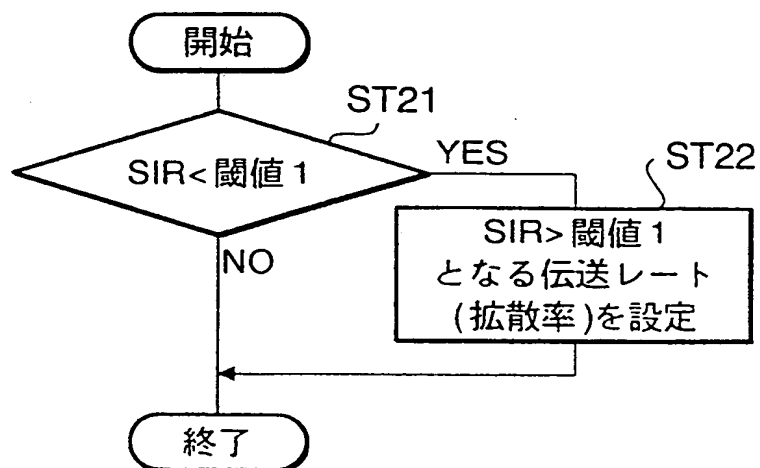 開始
ST21
SIR<閾値1
YES
ST22
SIR>閾値1
となる伝送レート
(拡散率)を設定
NO
終了